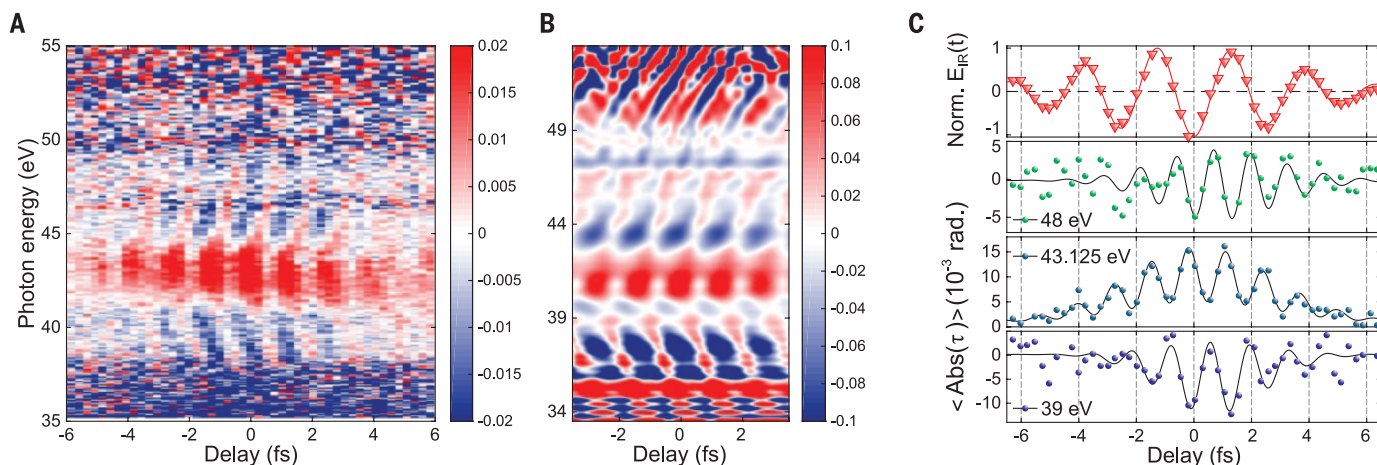 A
B
C
55
50
45
40
35
Photon energy (eV)
-6 -4 -2 0 2 4 6
Delay (fs)
0.02
0.015
0.01
0.005
0
-0.005
-0.01
-0.015
-0.02
49
44
39
34
-2 0 2
Delay (fs)
0.1
0.08
0.06
0.04
0.02
0
-0.02
-0.04
-0.06
-0.08
-0.1
Norm. E_IR(t)
1
0
-1
< Abs(τ) > (10⁻³ rad.)
5
0
-5
48 eV
15
10
5
0
43.125 eV
0
-5
-10
39 eV
-6 -4 -2 0 2 4 6
Delay (fs)